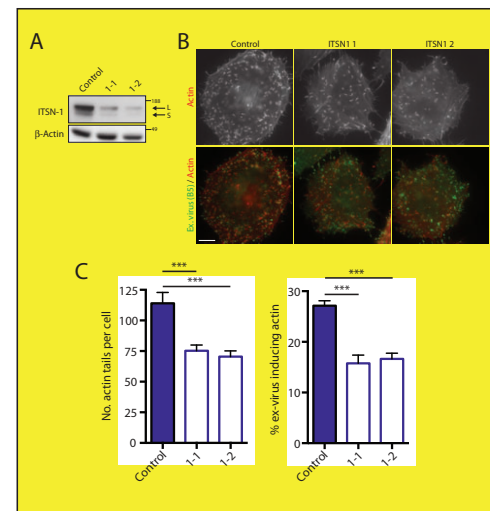 A
Control
1-1
1-2
188
ITSN-1
L
S
β-Actin
49
B
Control
ITSN1 1
ITSN1 2
Actin
Ex. virus (B5) / Actin
C
***
***
No. actin tails per cell
125
100
75
50
25
0
Control
1-1
1-2
***
***
% ex-virus inducing actin
30
20
10
0
Control
1-1
1-2